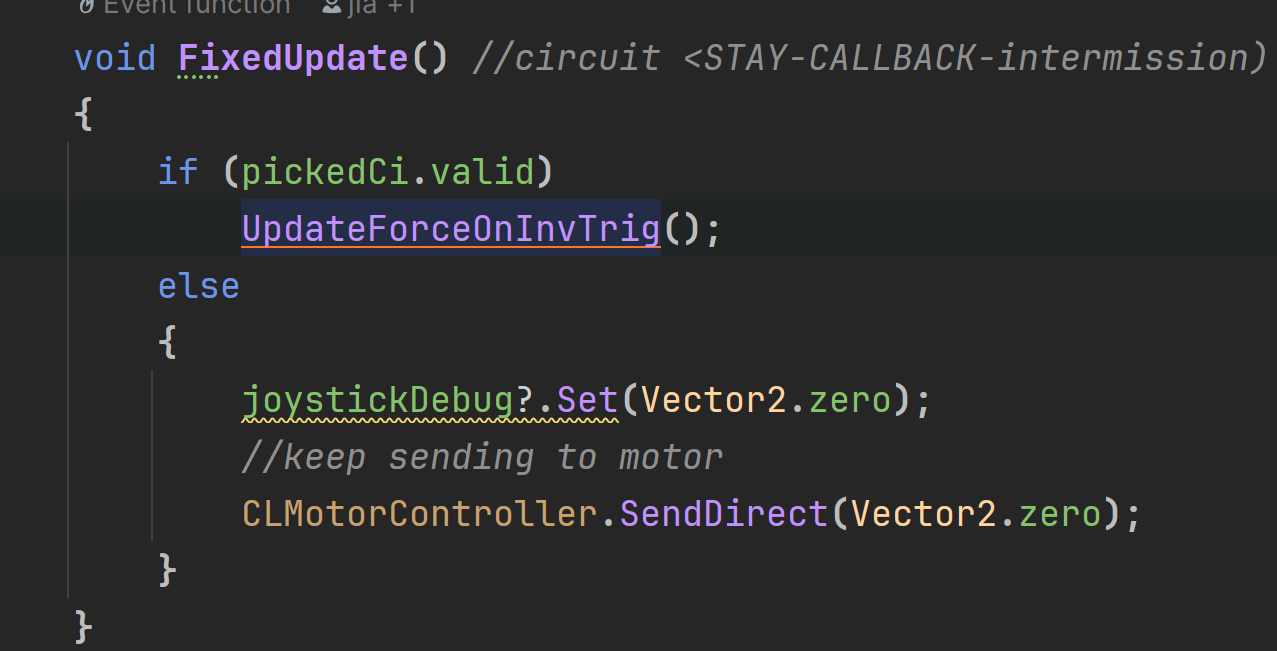 Event function jia +1
void FixedUpdate() //circuit <STAY-CALLBACK-intermission)
{
if (pickedCi.valid)
UpdateForceOnInvTrig();
else
{
joystickDebug?.Set(Vector2.zero);
//keep sending to motor
CLMotorController.SendDirect(Vector2.zero);
}
}